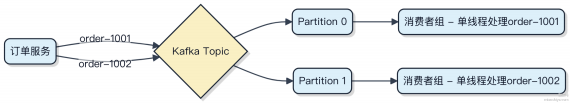 订单服务
order-1001
order-1002
Kafka Topic
Partition 0
消费者组 - 单线程处理order-1001
Partition 1
消费者组 - 单线程处理order-1002